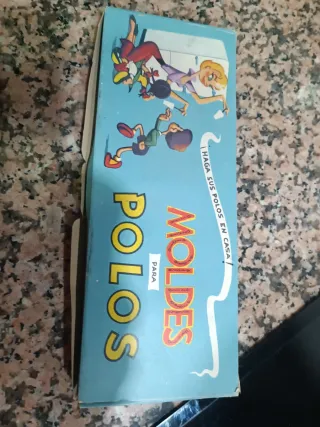 ¡HAGA SUS POLOS EN CASA!
MOLDES
PARA
POLOS